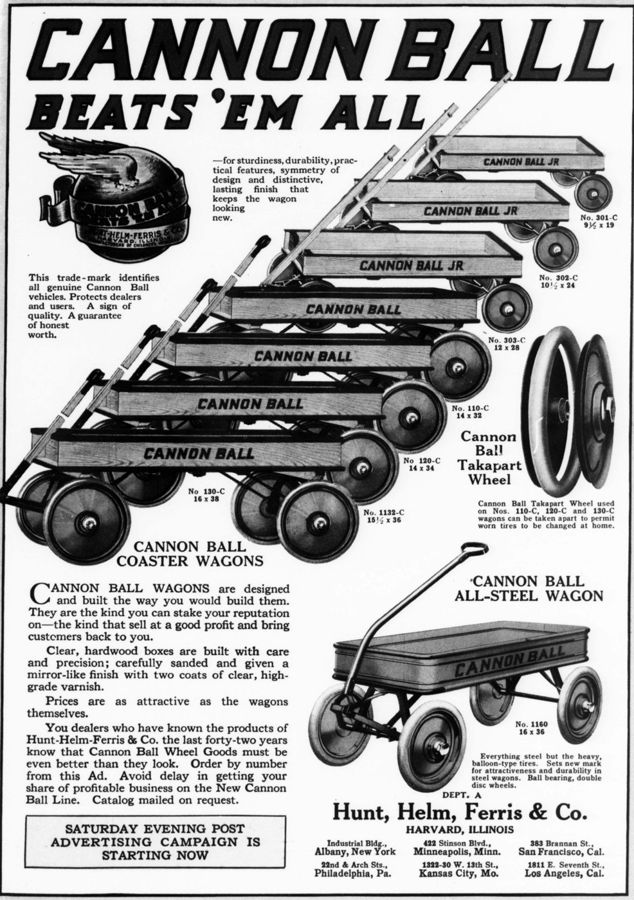 CANNON BALL
BEATS 'EM ALL
CANNON BALL
BEATS 'EM ALL
HUNT-HELM-FERRIS & CO.
HARVARD, ILLINOIS
—for sturdiness, durability, prac-
tical features, symmetry of
design and distinctive,
lasting finish that
keeps the wagon
looking
new.
This trade-mark identifies
all genuine Cannon Ball
vehicles. Protects dealers
and users. A sign of
quality. A guarantee
of honest
worth.
CANNON BALL JR
No. 301-C
9½ x 19
CANNON BALL JR
No. 302-C
10½ x 24
CANNON BALL JR
No. 303-C
12 x 28
CANNON BALL
No. 110-C
14 x 32
CANNON BALL
No 120-C
14 x 34
CANNON BALL
No. 1132-C
15½ x 36
CANNON BALL
No 130-C
16 x 38
Cannon
Ball
Takapart
Wheel
Cannon Ball Takapart Wheel used
on Nos. 110-C, 120-C and 130-C
wagons can be taken apart to permit
worn tires to be changed at home.
CANNON BALL
COASTER WAGONS
CANNON BALL WAGONS are designed
and built the way you would build them.
They are the kind you can stake your reputation
on—the kind that sell at a good profit and bring
customers back to you.
Clear, hardwood boxes are built with care
and precision; carefully sanded and given a
mirror-like finish with two coats of clear, high-
grade varnish.
Prices are as attractive as the wagons
themselves.
You dealers who have known the products of
Hunt-Helm-Ferris & Co. the last forty-two years
know that Cannon Ball Wheel Goods must be
even better than they look. Order by number
from this Ad. Avoid delay in getting your
share of profitable business on the New Cannon
Ball Line. Catalog mailed on request.
SATURDAY EVENING POST
ADVERTISING CAMPAIGN IS
STARTING NOW
CANNON BALL
ALL-STEEL WAGON
CANNON BALL
No. 1160
16 x 36
Everything steel but the heavy,
balloon-type tires. Sets new mark
for attractiveness and durability in
steel wagons. Ball bearing, double
disc wheels.
DEPT. A
Hunt, Helm, Ferris & Co.
HARVARD, ILLINOIS
Industrial Bldg.,
Albany, New York
422 Stinson Blvd.,
Minneapolis, Minn.
383 Brannan St.,
San Francisco, Cal.
22nd & Arch Sts.,
Philadelphia, Pa.
1322-30 W. 13th St.,
Kansas City, Mo.
1811 E. Seventh St.,
Los Angeles, Cal.